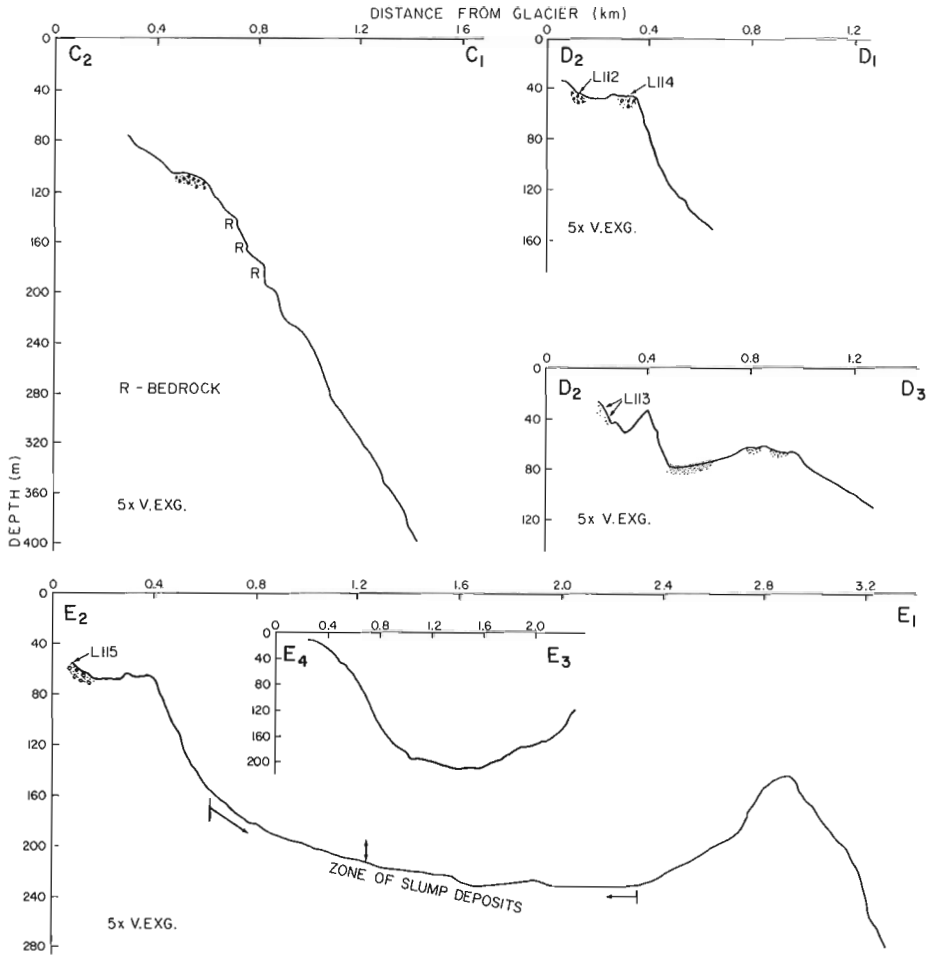 DISTANCE FROM GLACIER (km)
0 0.4 0.8 1.2 1.6
C2 C1
0
40
80
120
160
200
240
280
320
360
400
DEPTH (m)
R
R
R
R - BEDROCK
5x V.EXG.
0 0.4 0.8 1.2
D2 D1
0
40
80
120
160
L112
L114
5x V.EXG.
0 0.4 0.8 1.2
D2 D3
0
40
80
120
L113
5x V.EXG.
0 0.4 0.8 1.2 1.6 2.0 2.4 2.8 3.2
E2 E1
0
40
80
120
160
200
240
280
L115
0 0.4 0.8 1.2 1.6 2.0
E4 E3
0
40
80
120
160
200
ZONE OF SLUMP DEPOSITS
5x V.EXG.